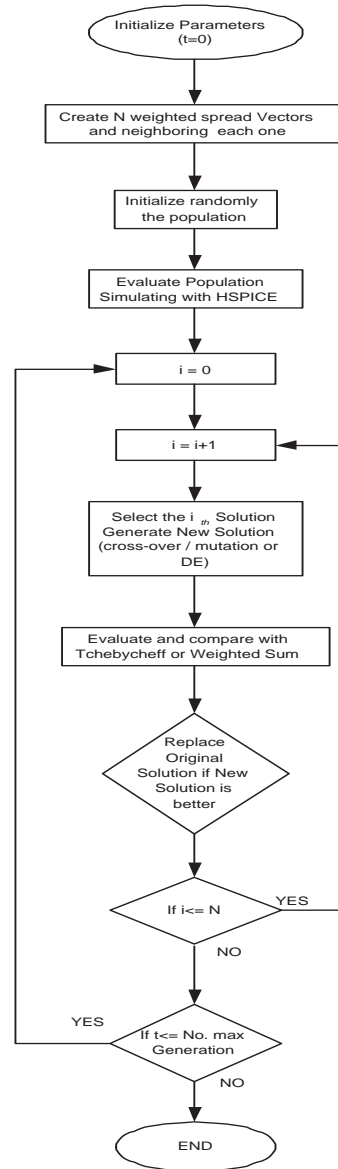 Initialize Parameters
(t=0)
Create N weighted spread Vectors
and neighboring each one
Initialize randomly
the population
Evaluate Population
Simulating with HSPICE
i = 0
i = i+1
Select the i th Solution
Generate New Solution
(cross-over / mutation or
DE)
Evaluate and compare with
Tchebycheff or Weighted Sum
Replace
Original
Solution if New
Solution is
better
If i<= N
YES
NO
YES
If t<= No. max
Generation
NO
END